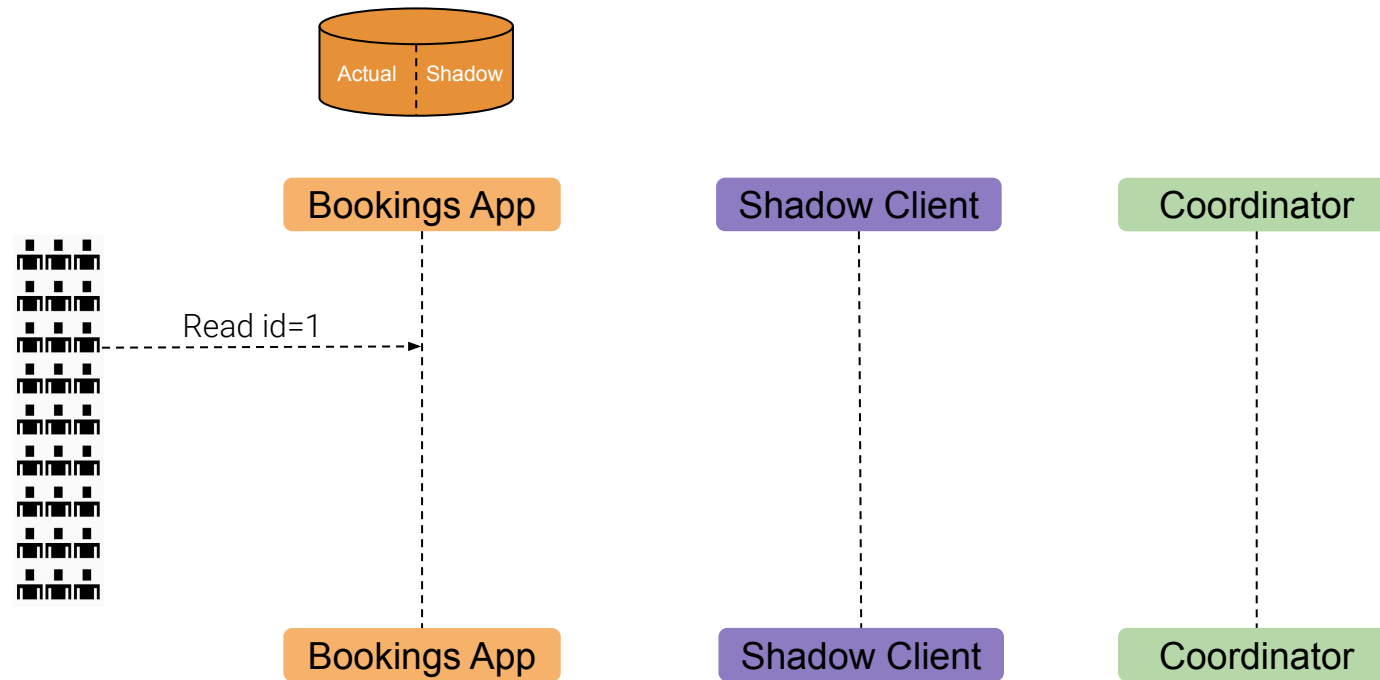 Actual Shadow
Bookings App Shadow Client Coordinator
Read id=1
Bookings App Shadow Client Coordinator